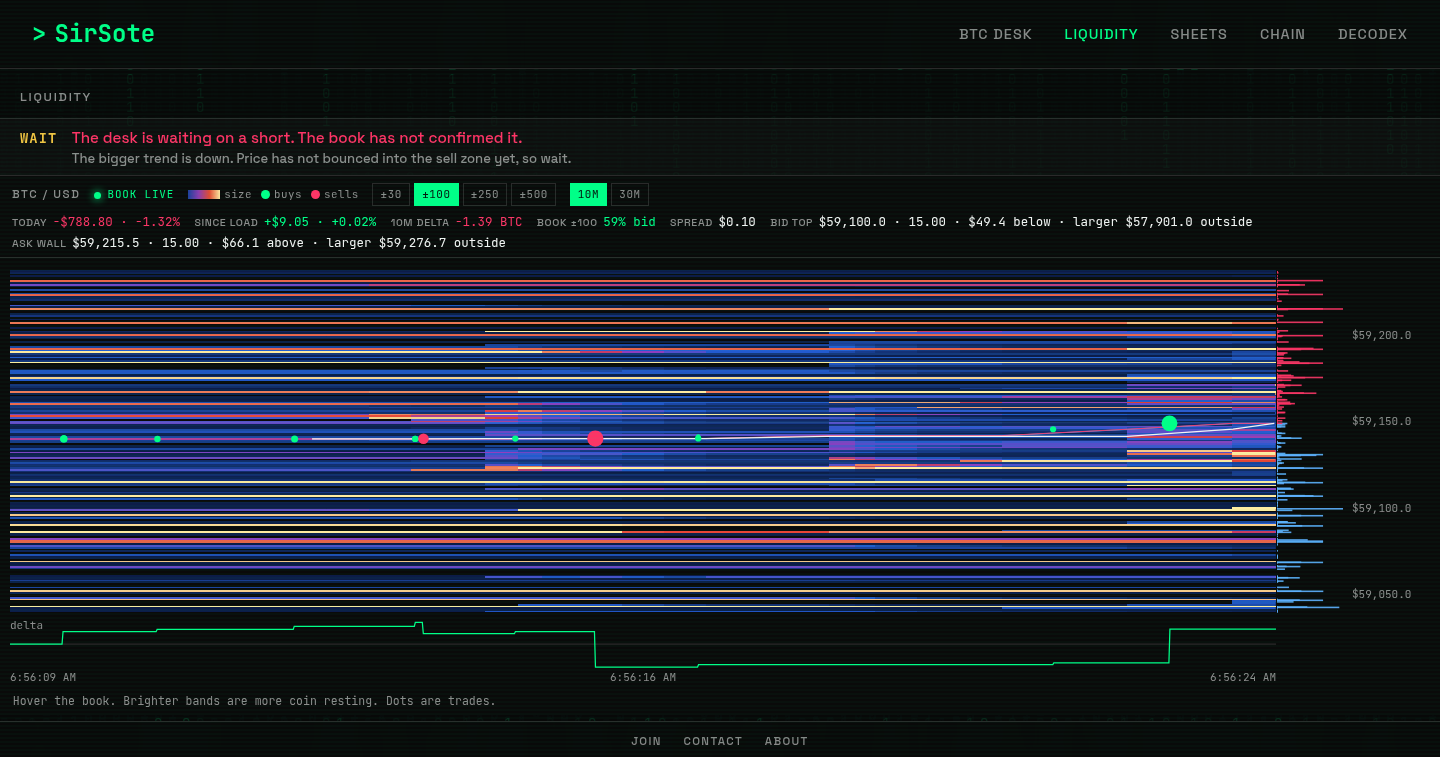 > SirSote
BTC DESK LIQUIDITY SHEETS CHAIN DECODEX
LIQUIDITY
WAIT The desk is waiting on a short. The book has not confirmed it.
The bigger trend is down. Price has not bounced into the sell zone yet, so wait.
BTC / USD BOOK LIVE size buys sells ±30 ±100 ±250 ±500 10M 30M
TODAY -$788.80 · -1.32% SINCE LOAD +$9.05 · +0.02% 10M DELTA -1.39 BTC BOOK ±100 59% bid SPREAD $0.10 BID TOP $59,100.0 · 15.00 · $49.4 below · larger $57,901.0 outside
ASK WALL $59,215.5 · 15.00 · $66.1 above · larger $59,276.7 outside
$59,200.0
$59,150.0
$59,100.0
$59,050.0
delta
6:56:09 AM 6:56:16 AM 6:56:24 AM
Hover the book. Brighter bands are more coin resting. Dots are trades.
JOIN CONTACT ABOUT